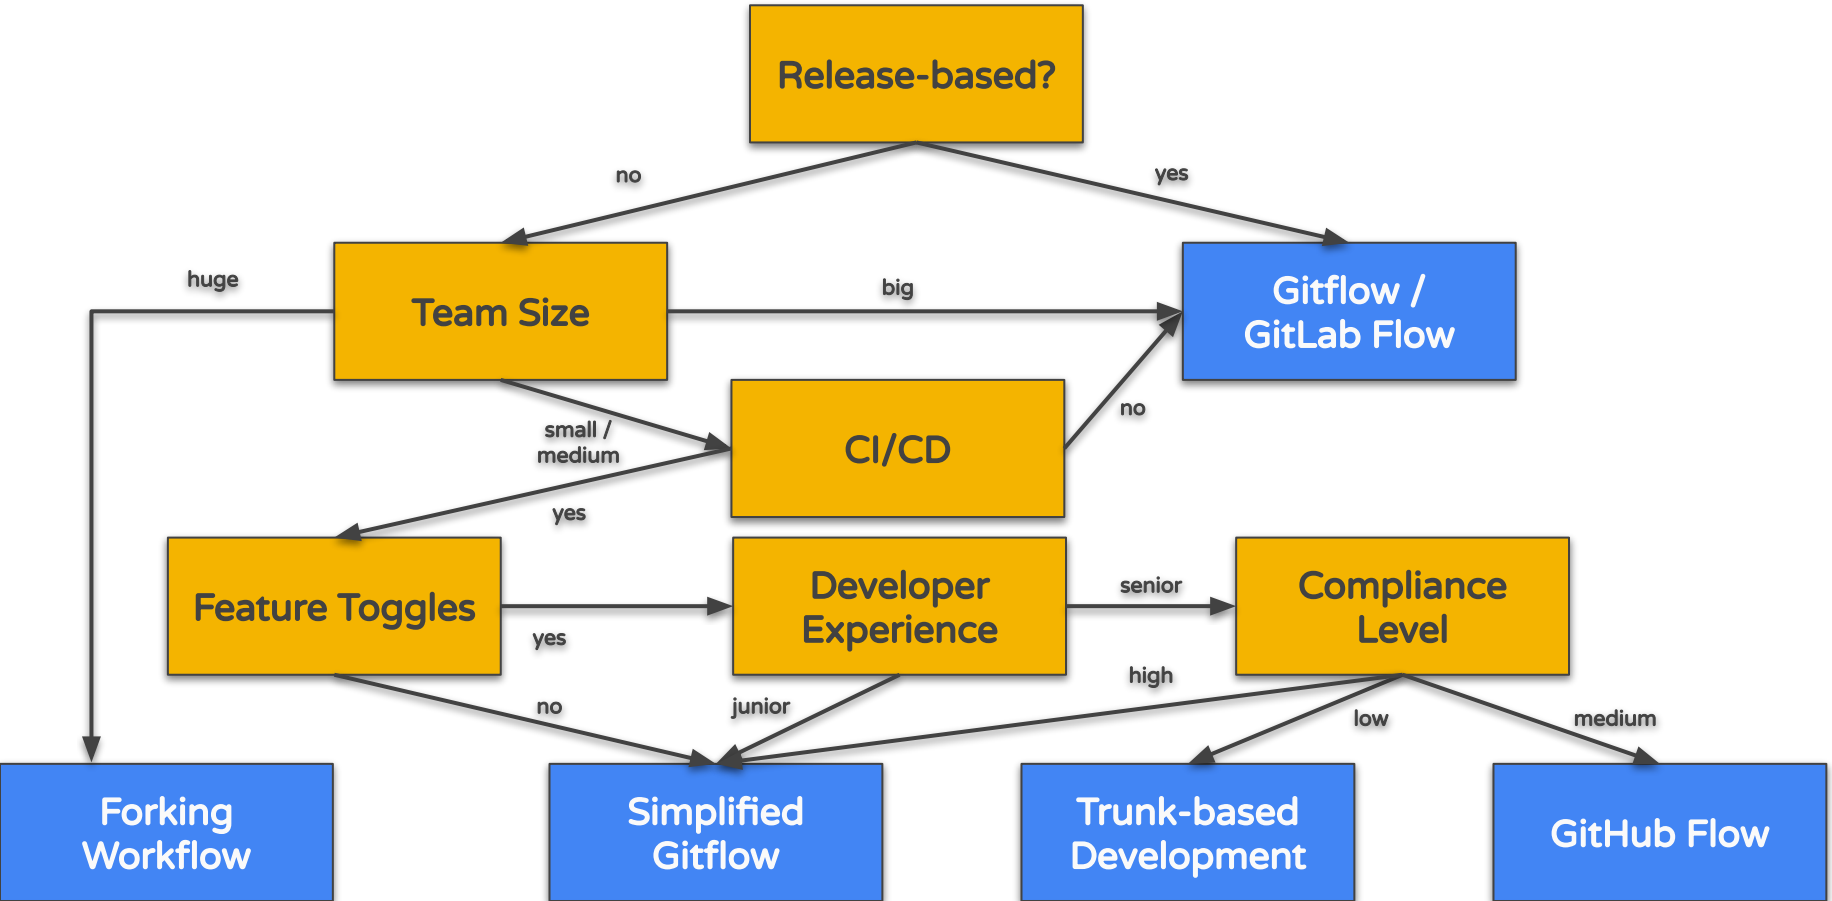 Release-based?
no
yes
huge
Team Size
big
Gitflow /
GitLab Flow
small /
medium
CI/CD
no
yes
Feature Toggles
yes
Developer
Experience
senior
Compliance
Level
no
junior
high
low
medium
Forking
Workflow
Simplified
Gitflow
Trunk-based
Development
GitHub Flow